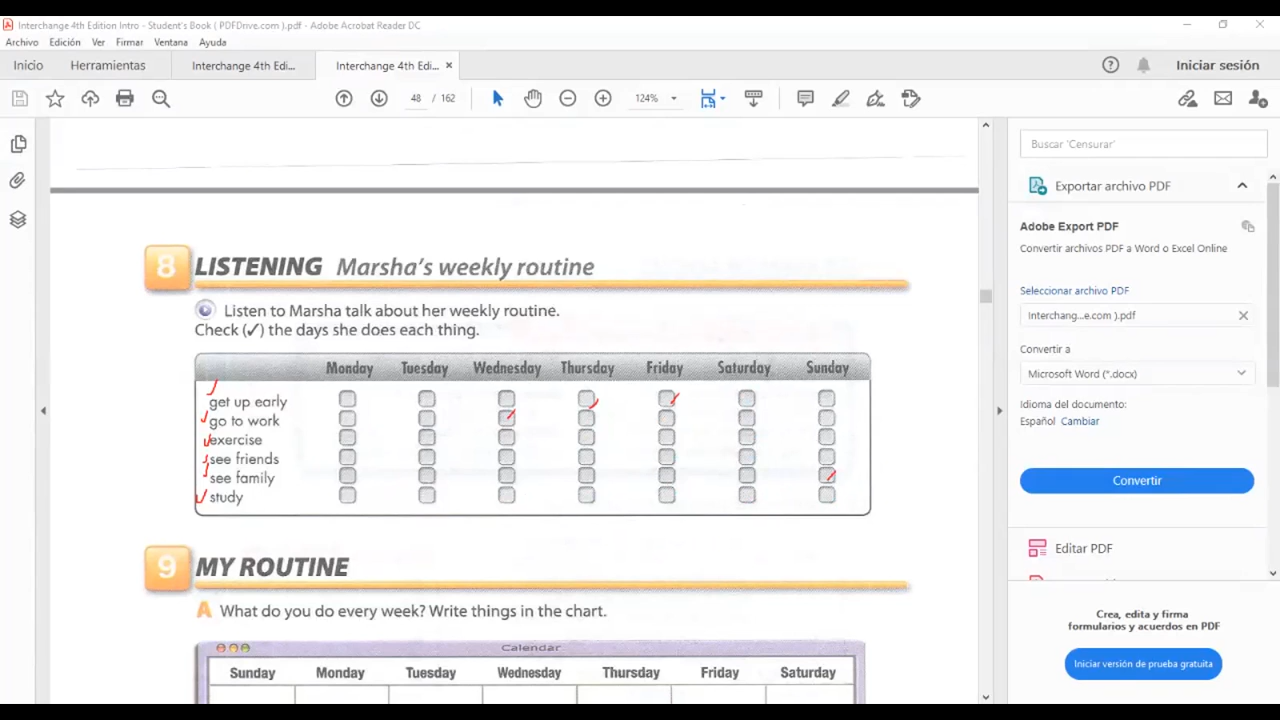 Interchange 4th Edition Intro - Student's Book ( PDFDrive.com ).pdf - Adobe Acrobat Reader DC
Archivo Edición Ver Firmar Ventana Ayuda
Inicio Herramientas Interchange 4th Edi... Interchange 4th Edi... × Iniciar sesión
48 / 162 124%
Buscar 'Censurar'
Exportar archivo PDF
Adobe Export PDF
Convertir archivos PDF a Word o Excel Online
Seleccionar archivo PDF
Interchang...e.com ).pdf
Convertir a
Microsoft Word (*.docx)
Idioma del documento:
Español Cambiar
Convertir
Editar PDF
Crea, edita y firma
formularios y acuerdos en PDF
Iniciar versión de prueba gratuita
8 LISTENING Marsha's weekly routine
Listen to Marsha talk about her weekly routine.
Check (✓) the days she does each thing.
Monday Tuesday Wednesday Thursday Friday Saturday Sunday
get up early
go to work
exercise
see friends
see family
study
9 MY ROUTINE
A What do you do every week? Write things in the chart.
Calendar
Sunday Monday Tuesday Wednesday Thursday Friday Saturday